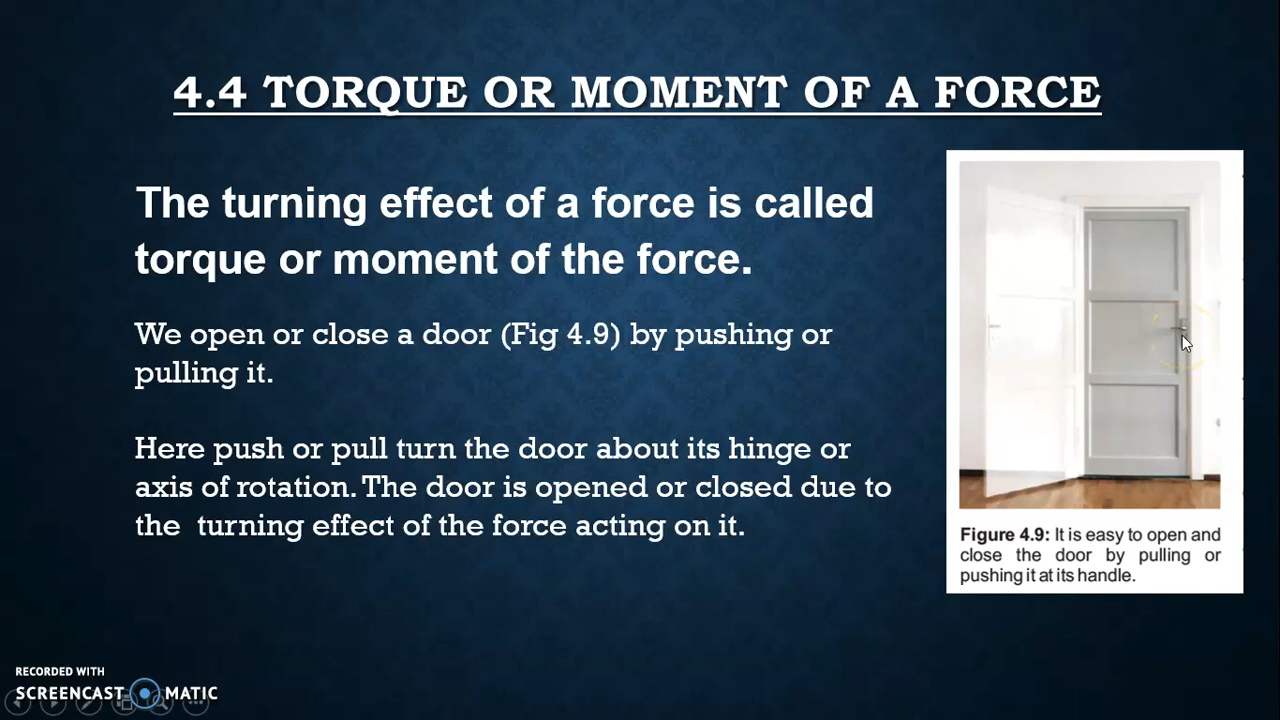 4.4 TORQUE OR MOMENT OF A FORCE
The turning effect of a force is called
torque or moment of the force.
We open or close a door (Fig 4.9) by pushing or
pulling it.
Here push or pull turn the door about its hinge or
axis of rotation. The door is opened or closed due to
the  turning effect of the force acting on it.
Figure 4.9: It is easy to open and
close the door by pulling or
pushing it at its handle.
RECORDED WITH
SCREENCAST MATIC